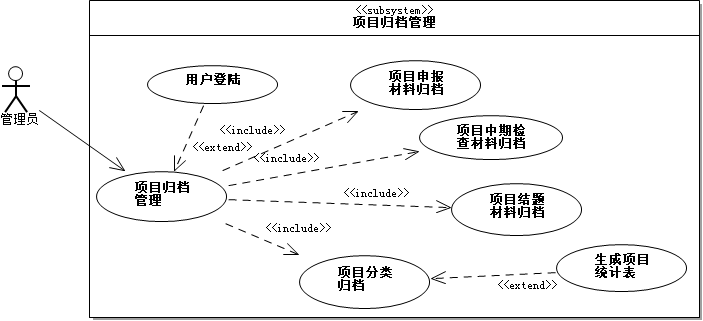 <<subsystem>>
项目归档管理
管理员
用户登陆
项目申报
材料归档
<<include>>
<<extend>>
<<include>>
项目中期检
查材料归档
项目归档
管理
<<include>>
项目结题
材料归档
<<include>>
项目分类
归档
<<extend>>
生成项目
统计表